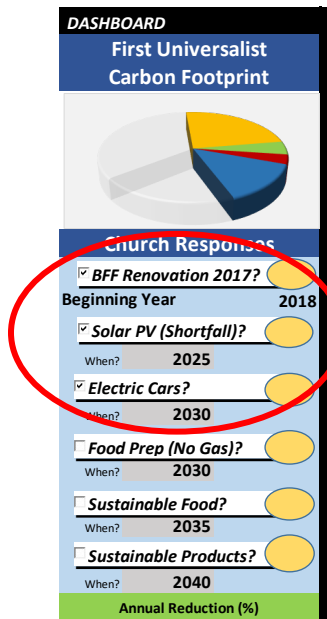 DASHBOARD
First Universalist
Carbon Footprint
Church Responses
BFF Renovation 2017?
Beginning Year 2018
Solar PV (Shortfall)?
When? 2025
Electric Cars?
When? 2030
Food Prep (No Gas)?
When? 2030
Sustainable Food?
When? 2035
Sustainable Products?
When? 2040
Annual Reduction (%)